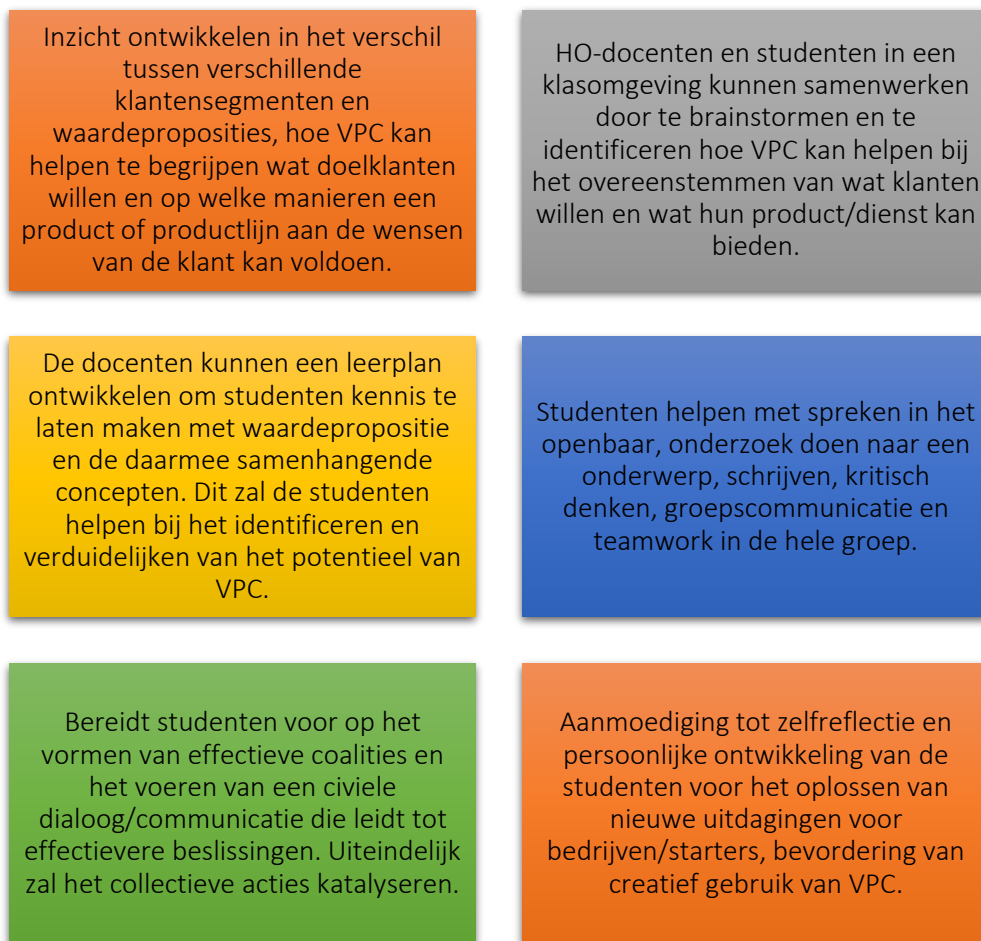 Inzicht ontwikkelen in het verschil
tussen verschillende
klantensegmenten en
waardeproposities, hoe VPC kan
helpen te begrijpen wat doelklanten
willen en op welke manieren een
product of productlijn aan de wensen
van de klant kan voldoen.
HO-docenten en studenten in een
klasomgeving kunnen samenwerken
door te brainstormen en te
identificeren hoe VPC kan helpen bij
het overeenstemmen van wat klanten
willen en wat hun product/dienst kan
bieden.
De docenten kunnen een leerplan
ontwikkelen om studenten kennis te
laten maken met waardepropositie
en de daarmee samenhangende
concepten. Dit zal de studenten
helpen bij het identificeren en
verduidelijken van het potentieel van
VPC.
Studenten helpen met spreken in het
openbaar, onderzoek doen naar een
onderwerp, schrijven, kritisch
denken, groepscommunicatie en
teamwork in de hele groep.
Bereidt studenten voor op het
vormen van effectieve coalities en
het voeren van een civiele
dialoog/communicatie die leidt tot
effectievere beslissingen. Uiteindelijk
zal het collectieve acties katalyseren.
Aanmoediging tot zelfreflectie en
persoonlijke ontwikkeling van de
studenten voor het oplossen van
nieuwe uitdagingen voor
bedrijven/starters, bevordering van
creatief gebruik van VPC.